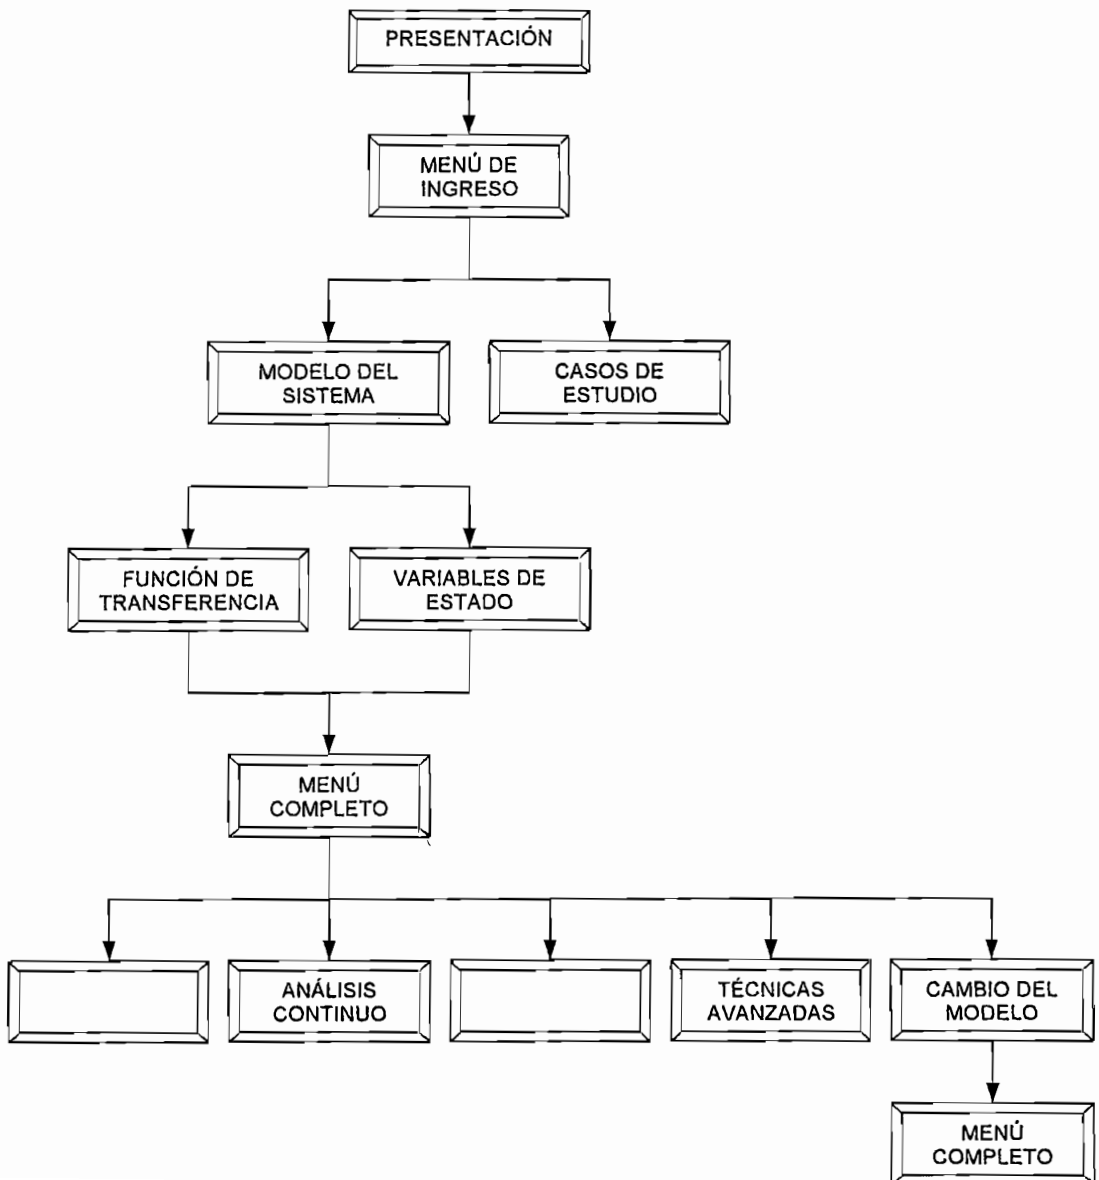 PRESENTACIÓN
MENÚ DE
INGRESO
MODELO DEL
SISTEMA
CASOS DE
ESTUDIO
FUNCIÓN DE
TRANSFERENCIA
VARIABLES DE
ESTADO
MENÚ
COMPLETO
ANÁLISIS
CONTINUO
TÉCNICAS
AVANZADAS
CAMBIO DEL
MODELO
MENÚ
COMPLETO